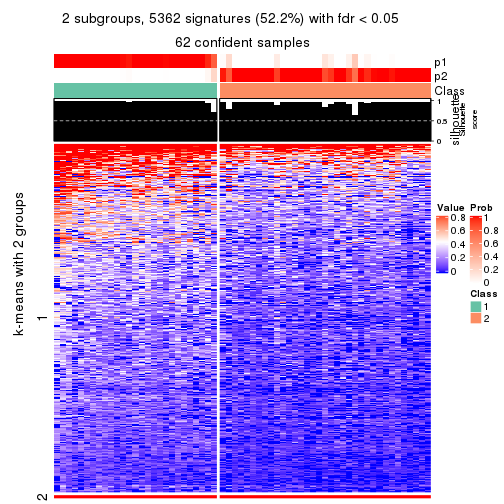 2 subgroups, 5362 signatures (52.2%) with fdr < 0.05
62 confident samples
p1
p2
Class
silhouette
Silhouette
score
1
0.5
0
k-means with 2 groups
1
2
Value
0.8
0.6
0.4
0.2
0
Prob
1
0.8
0.6
0.4
0.2
0
Class
1
2